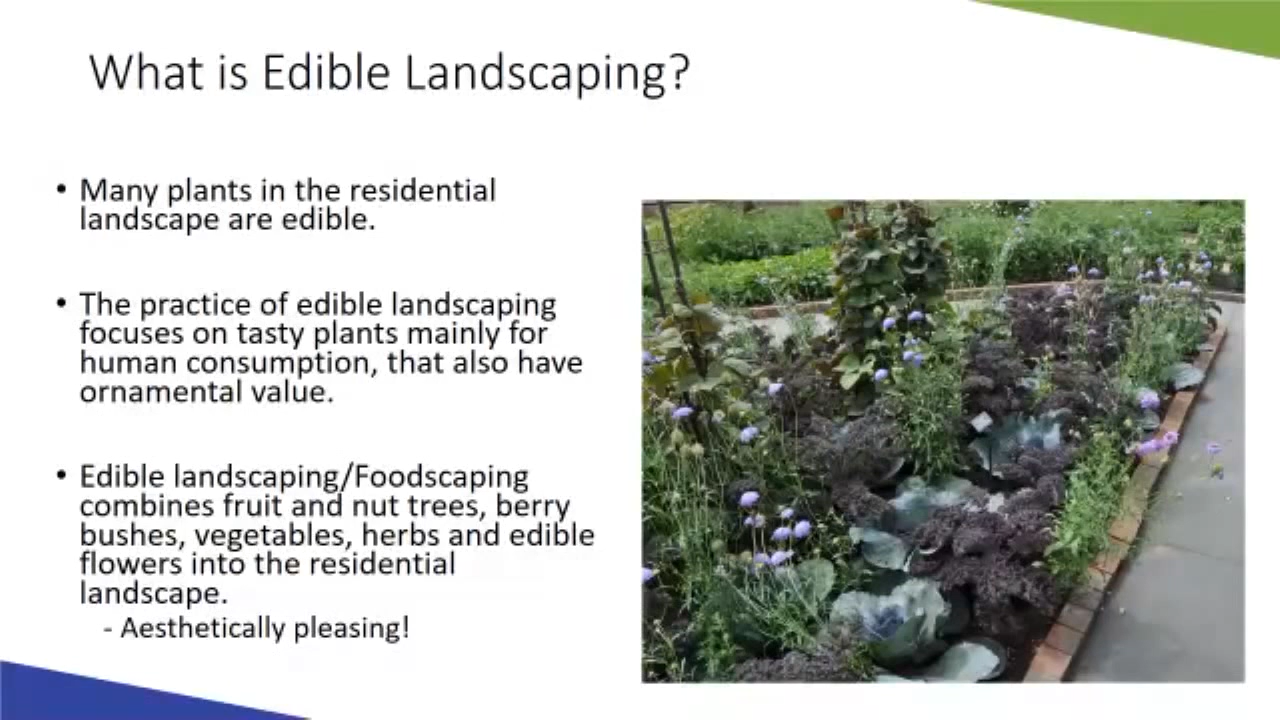 What is Edible Landscaping?
• Many plants in the residential
landscape are edible.
• The practice of edible landscaping
focuses on tasty plants mainly for
human consumption, that also have
ornamental value.
• Edible landscaping/Foodscaping
combines fruit and nut trees, berry
bushes, vegetables, herbs and edible
flowers into the residential
landscape.
- Aesthetically pleasing!